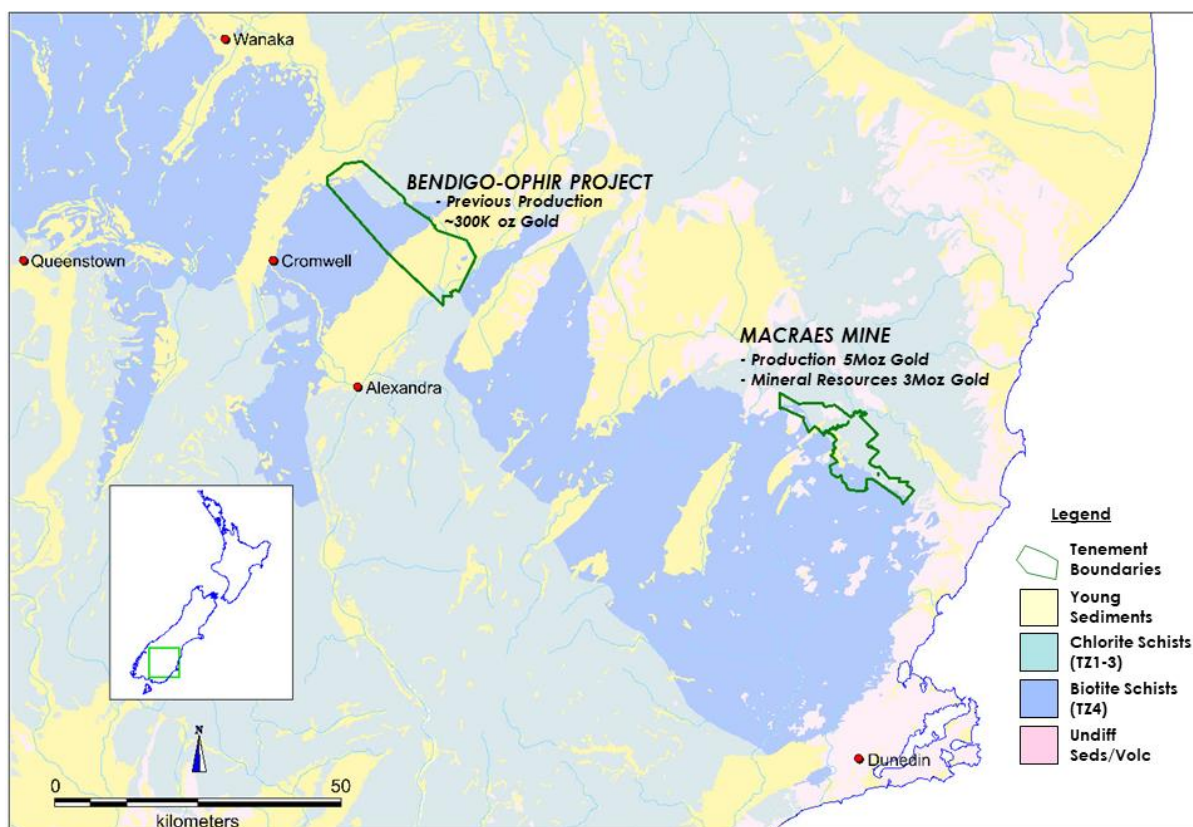 Wanaka
BENDIGO-OPHIR PROJECT
- Previous Production
~300K oz Gold
Queenstown
Cromwell
MACRAES MINE
- Production 5Moz Gold
- Mineral Resources 3Moz Gold
Alexandra
Legend
Tenement
Boundaries
Young
Sediments
Chlorite Schists
(TZ1-3)
Biotite Schists
(TZ4)
Undiff
Seds/Volc
N
Dunedin
0 50
kilometers